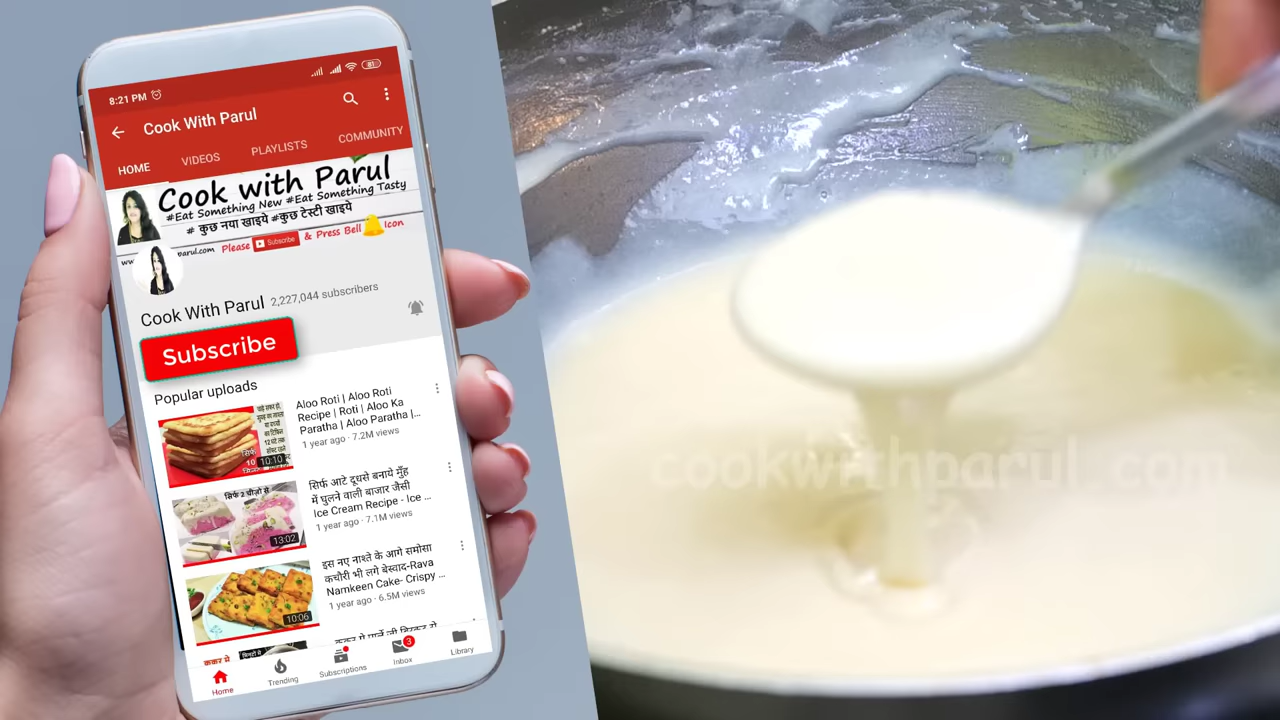 8:21 PM
Cook With Parul
HOME VIDEOS PLAYLISTS COMMUNITY
Cook with Parul
#Eat Something New #Eat Something Tasty
# कुछ नया खाइये #कुछ टेस्टी खाइये
parul.com Please Subscribe & Press Bell Icon
Cook With Parul 2,227,044 subscribers
Subscribe
Popular uploads
Aloo Roti | Aloo Roti
Recipe | Roti | Aloo Ka
Paratha | Aloo Paratha |...
1 year ago · 7.2M views
10:10
सिर्फ आटे दूधसे बनाये मुँह
में घुलने वाली बाजार जैसी
Ice Cream Recipe - Ice ...
1 year ago · 7.1M views
सिर्फ 2 चीज़ो से
13:02
इस नए नाश्ते के आगे समोसा
कचौरी भी लगे बेस्वाद-Rava
Namkeen Cake- Crispy ...
1 year ago · 6.5M views
10:06
Home Trending Subscriptions Inbox 3 Library
cookwithparul.com